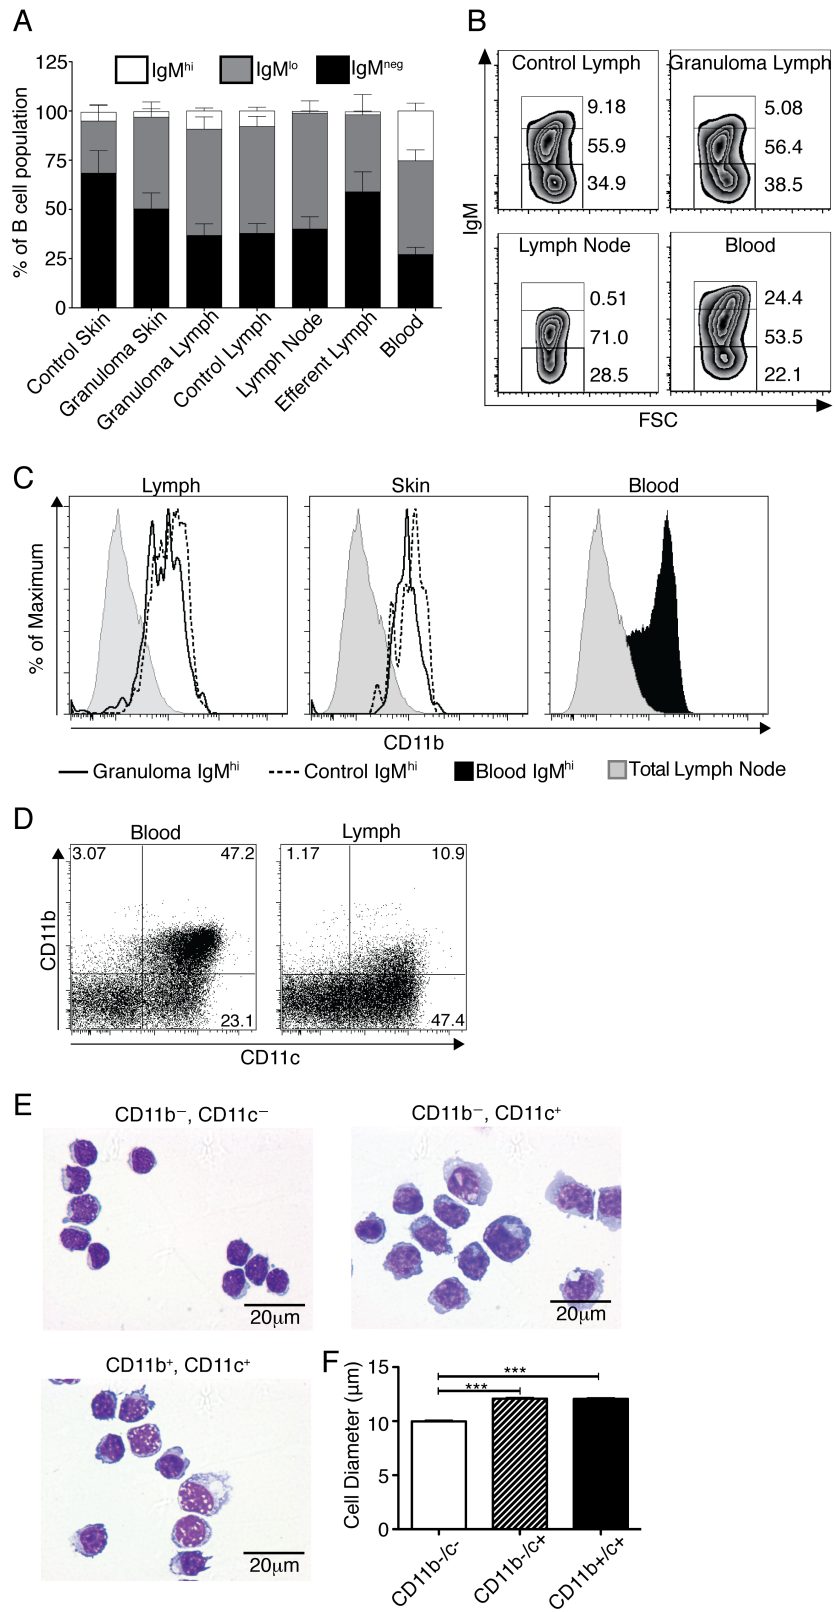 A
IgMhi IgMlo IgMneg
% of B cell population
125
100
75
50
25
0
Control Skin
Granuloma Skin
Granuloma Lymph
Control Lymph
Lymph Node
Efferent Lymph
Blood
B
Control Lymph
9.18
55.9
34.9
Granuloma Lymph
5.08
56.4
38.5
Lymph Node
0.51
71.0
28.5
Blood
24.4
53.5
22.1
IgM
FSC
C
Lymph
Skin
Blood
% of Maximum
CD11b
Granuloma IgMhi Control IgMhi Blood IgMhi Total Lymph Node
D
Blood
3.07 47.2
23.1
Lymph
1.17 10.9
47.4
CD11b
CD11c
E
CD11b−, CD11c−
20µm
CD11b−, CD11c+
20µm
CD11b+, CD11c+
20µm
F
Cell Diameter (µm)
15
10
5
0
***
***
CD11b-/c-
CD11b-/c+
CD11b+/c+